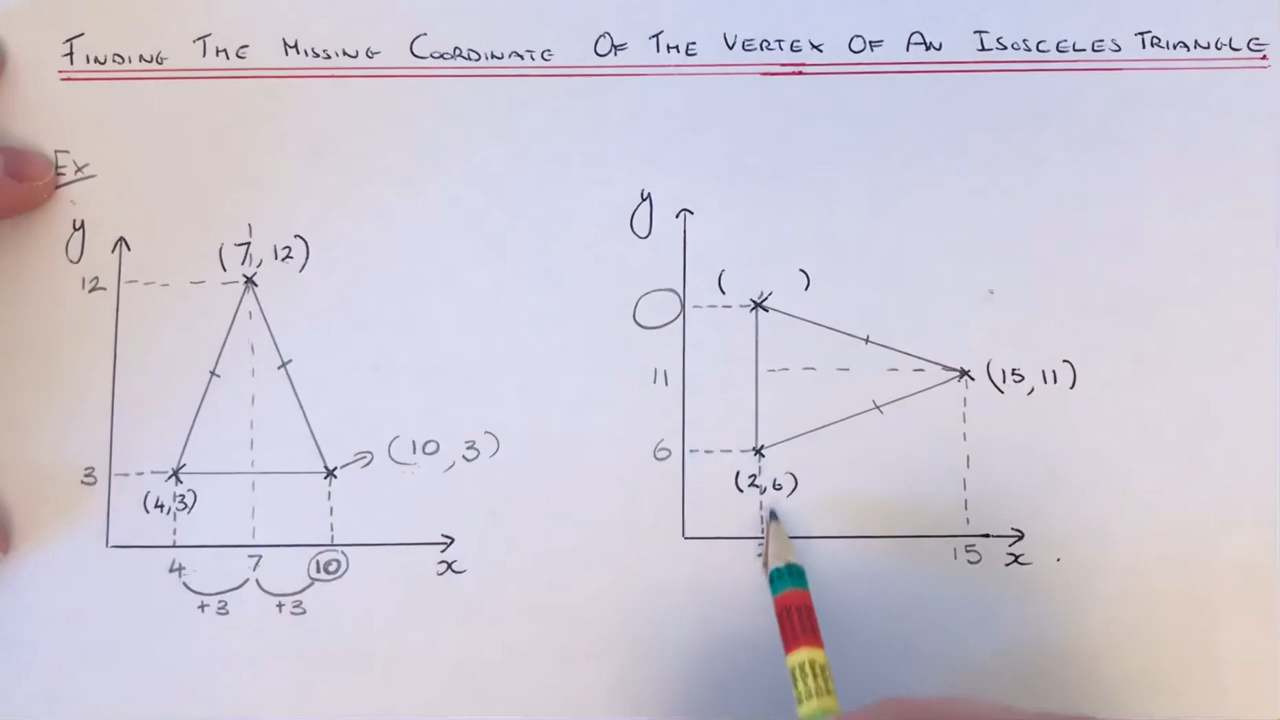 FINDING THE MISSING COORDINATE OF THE VERTEX OF AN ISOSCELES TRIANGLE
Ex
y
12
(7, 12)
3
(4,3)
(10, 3)
4
7
10
x
+3
+3
y
( )
11
(15, 11)
6
(2,6)
15
x